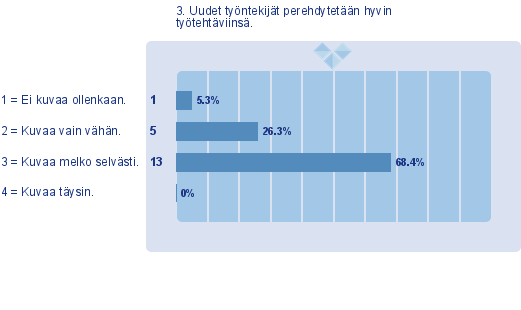 3. Uudet työntekijät perehdytetään hyvin
työtehtäviinsä.
1 = Ei kuvaa ollenkaan. 1 5.3%
2 = Kuvaa vain vähän. 5 26.3%
3 = Kuvaa melko selvästi. 13 68.4%
4 = Kuvaa täysin. 0%